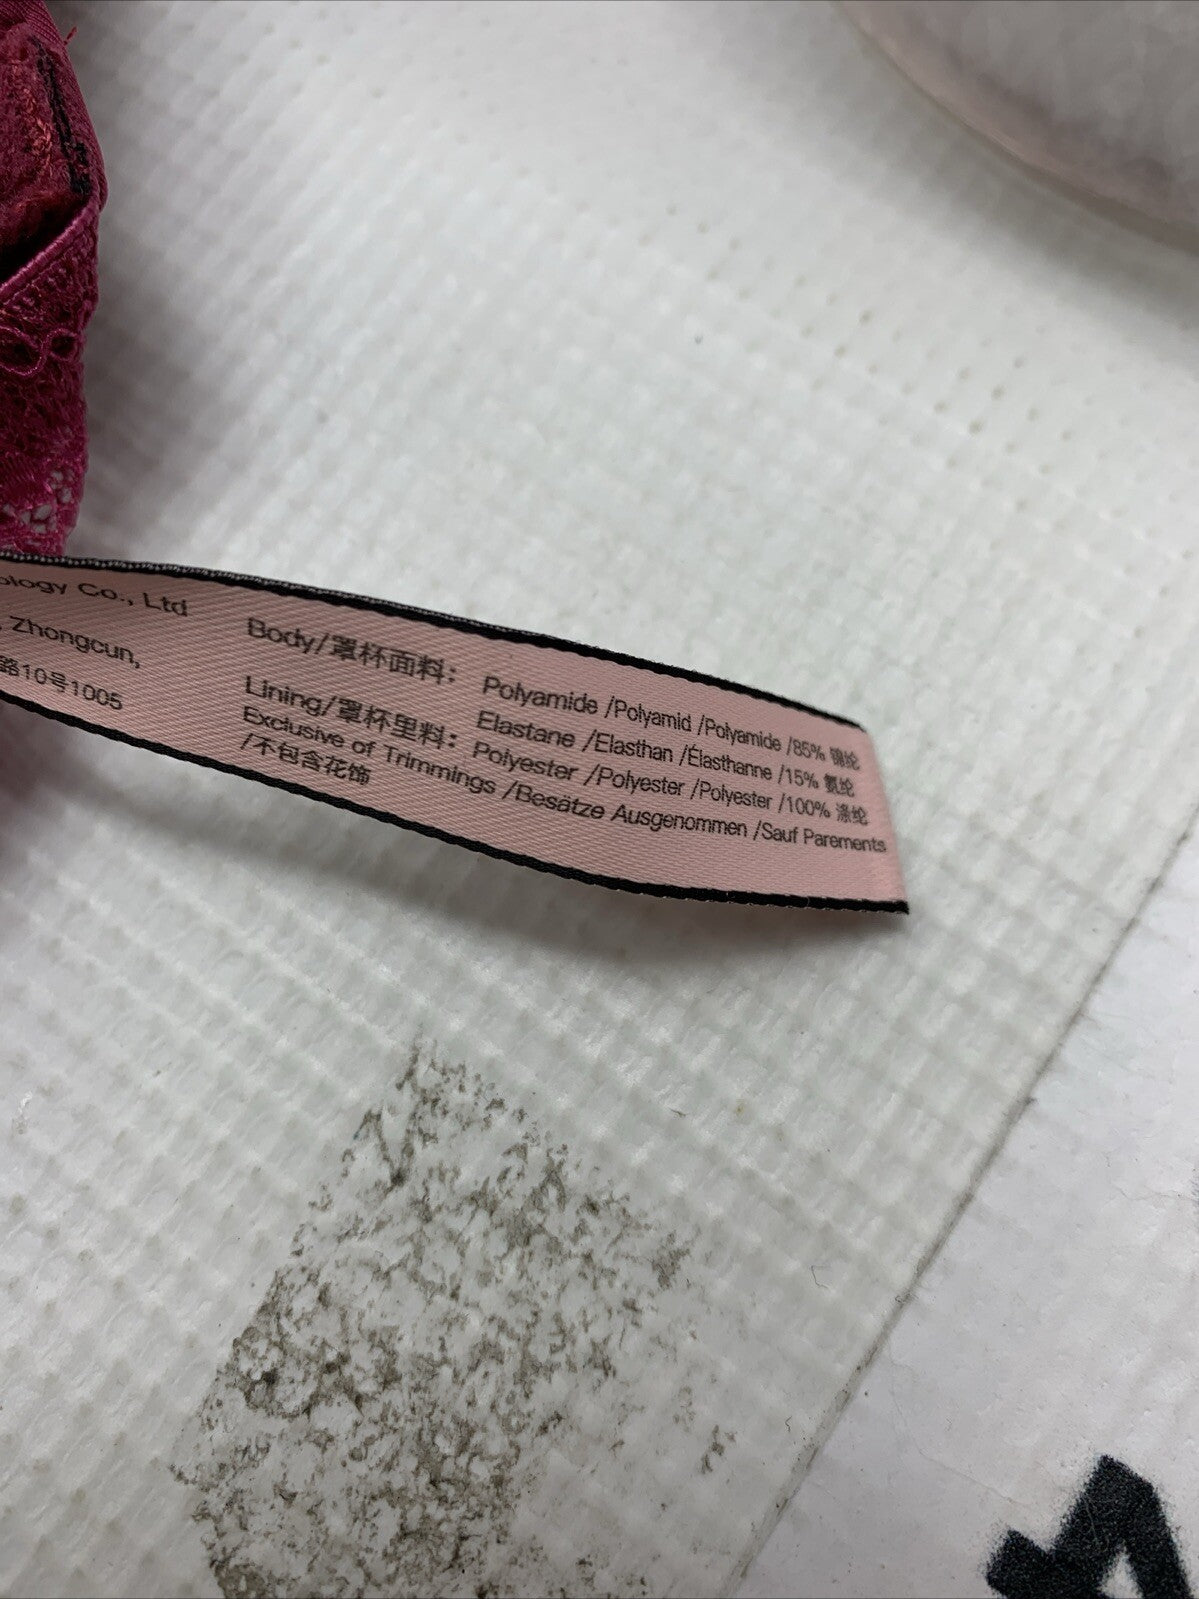 ology Co., Ltd
, Zhongcun,
路10号1005
Body/罩杯面料: Polyamide /Polyamid /Polyamide /85% 锦纶
Elastane /Elasthan /Élasthanne /15% 氨纶
Lining/罩杯里料: Polyester /Polyester /Polyester /100% 涤纶
Exclusive of Trimmings /Besätze Ausgenommen /Sauf Parements
/不包含花饰